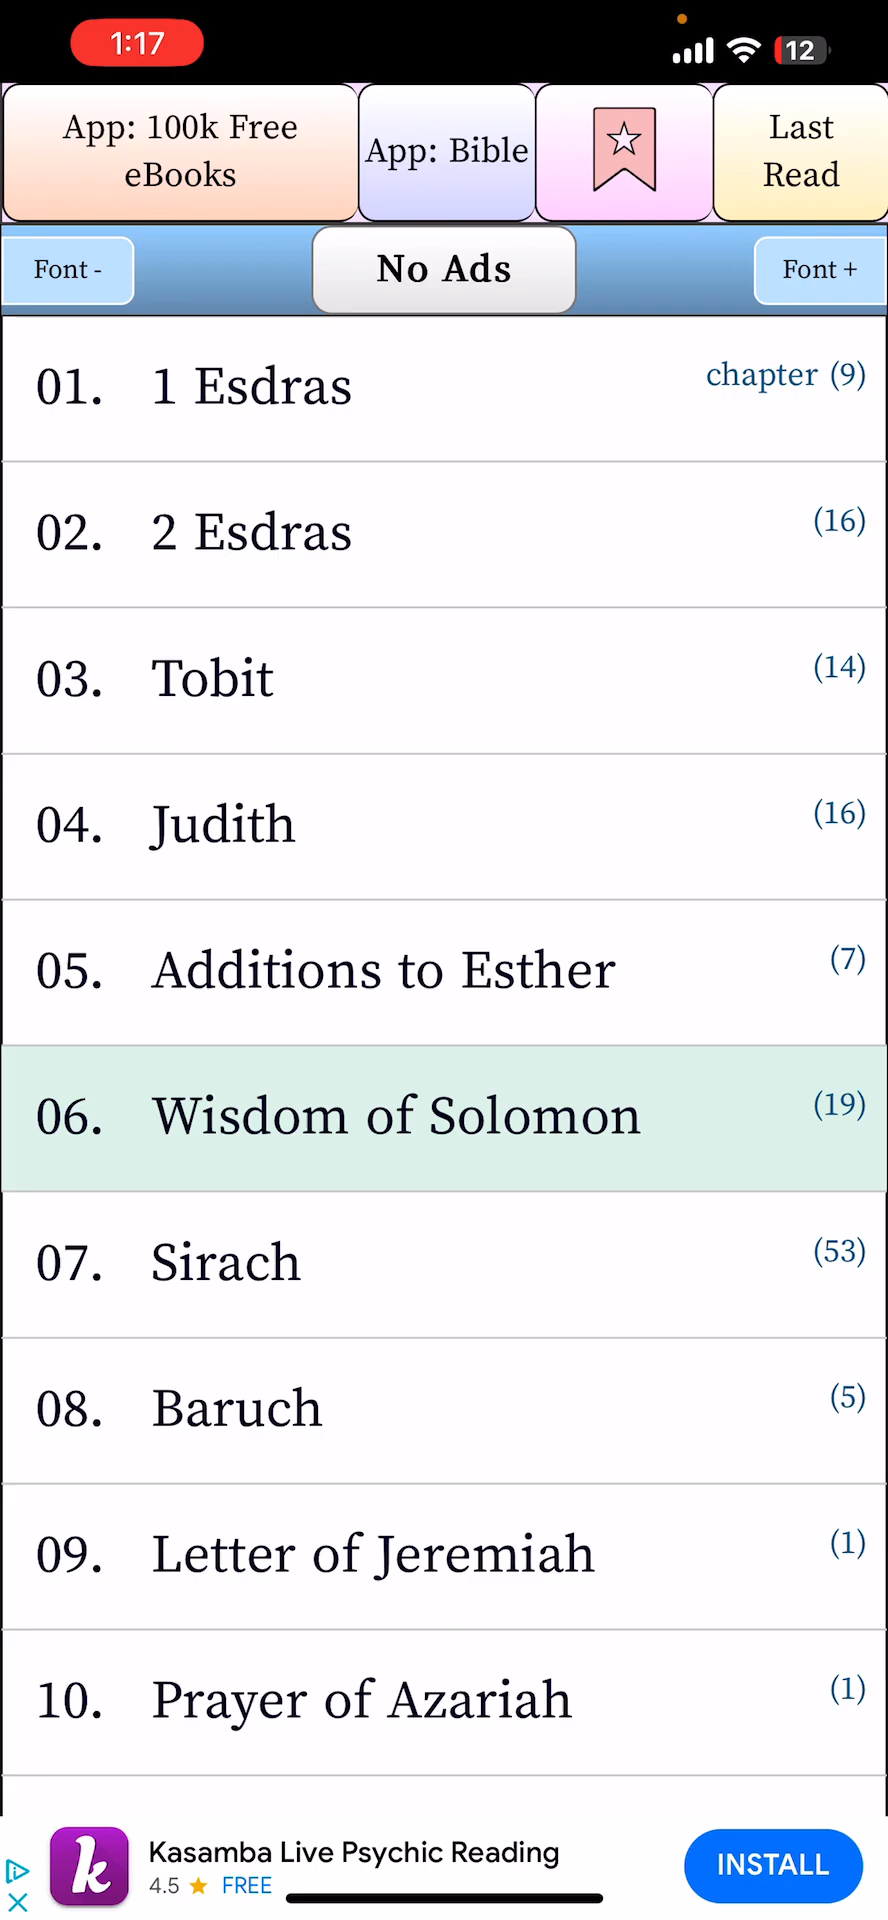 1:17
12
App: 100k Free
eBooks
App: Bible
Last
Read
Font -
No Ads
Font +
01. 1 Esdras chapter (9)
02. 2 Esdras (16)
03. Tobit (14)
04. Judith (16)
05. Additions to Esther (7)
06. Wisdom of Solomon (19)
07. Sirach (53)
08. Baruch (5)
09. Letter of Jeremiah (1)
10. Prayer of Azariah (1)
k
Kasamba Live Psychic Reading
4.5 ★ FREE
INSTALL